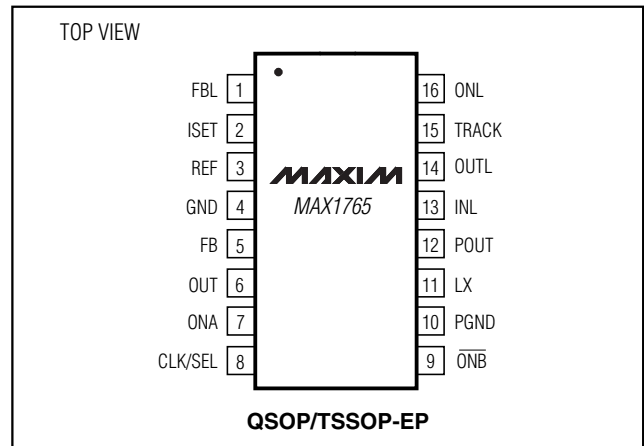 TOP VIEW
FBL 1
ISET 2
REF 3
GND 4
FB 5
OUT 6
ONA 7
CLK/SEL 8
MAXIM
MAX1765
16 ONL
15 TRACK
14 OUTL
13 INL
12 POUT
11 LX
10 PGND
9 O̅N̅B̅
QSOP/TSSOP-EP